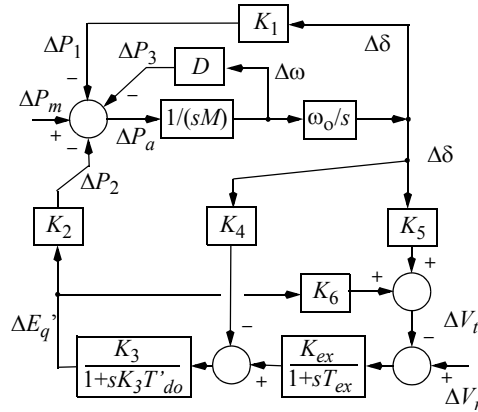 K1
ΔP1
ΔP3
D
Δω
Δδ
−
−
ΔPm
+
−
ΔPa
1/(sM)
ωo/s
ΔP2
Δδ
K2
K4
K5
+
+
K6
ΔEq'
−
−
ΔVt
K3
1+sK3T'do
+
Kex
1+sTex
+